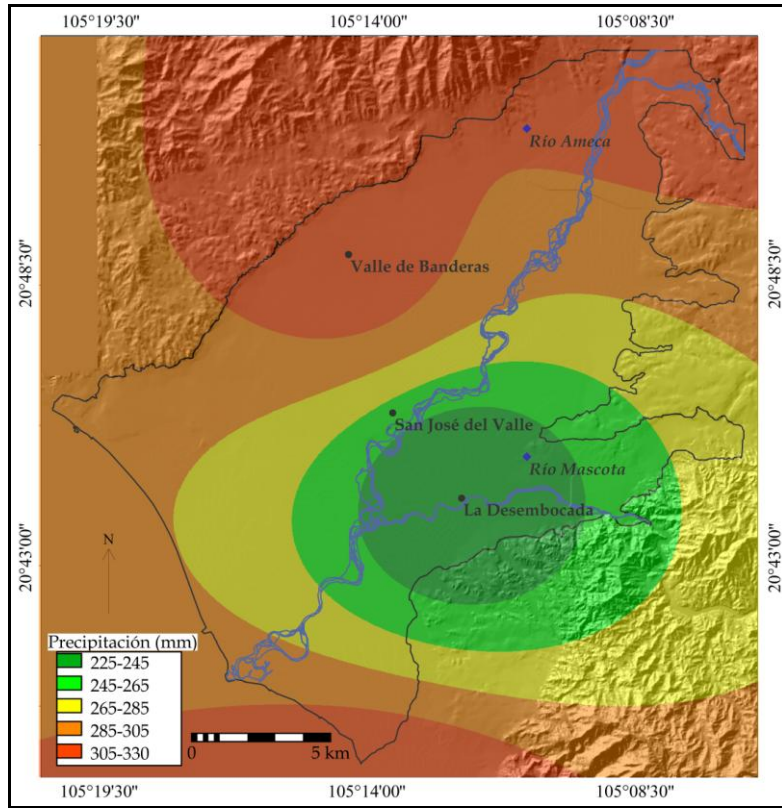 105°19'30"
105°14'00"
105°08'30"
Río Ameca
20°48'30"
Valle de Banderas
20°48'30"
San José del Valle
Río Mascota
La Desembocada
N
20°43'00"
20°43'00"
Precipitación (mm)
225-245
245-265
265-285
285-305
305-330
0
5 km
105°19'30"
105°14'00"
105°08'30"